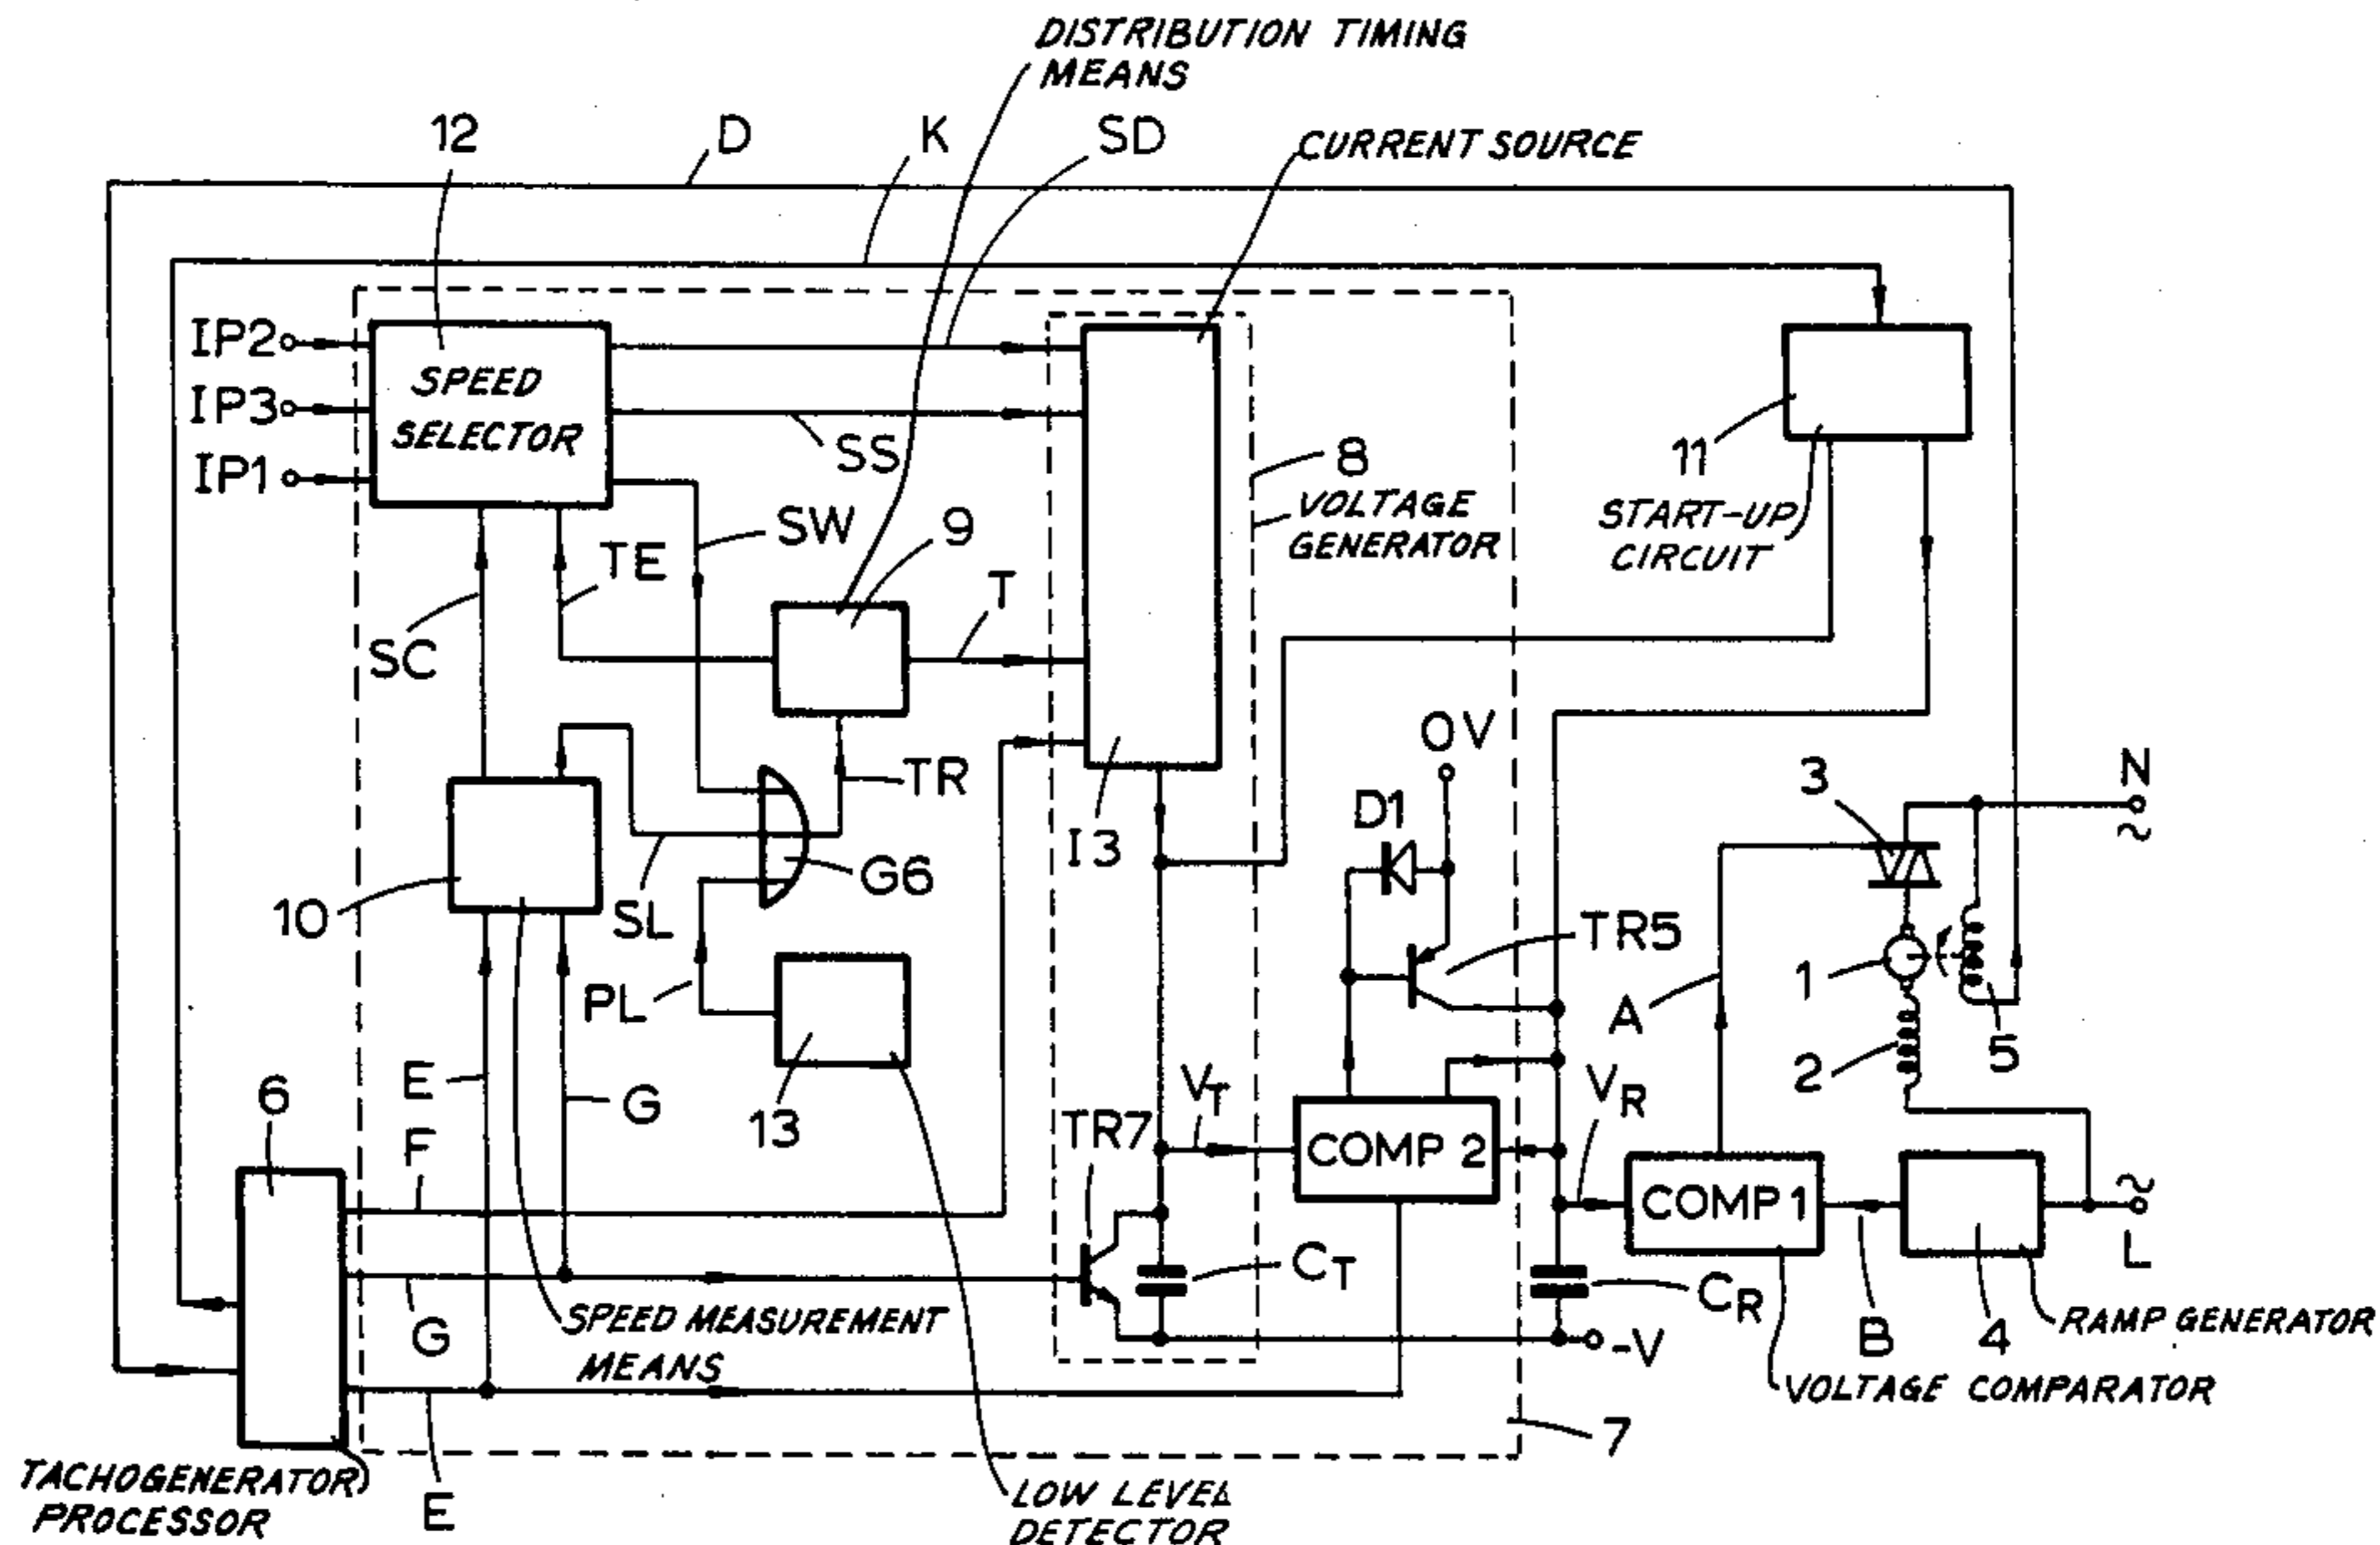 DISTRIBUTION TIMING
MEANS
12
D
K
SD
CURRENT SOURCE
IP2
IP3
IP1
SPEED
SELECTOR
SS
8
VOLTAGE
GENERATOR
11
START-UP
CIRCUIT
SW
9
TE
T
SC
0V
N
~
TR
3
D1
I3
G6
10
SL
TR5
PL
1
A
5
2
13
E
G
6
F
TR7
VT
COMP 2
VR
COMP 1
~
L
CT
CR
B
4
RAMP GENERATOR
G
SPEED MEASUREMENT
MEANS
-V
VOLTAGE COMPARATOR
7
TACHOGENERATOR
PROCESSOR
E
LOW LEVEL
DETECTOR